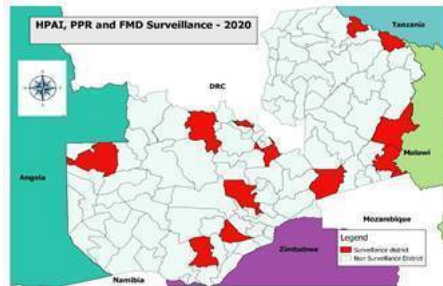 HPAI, PPR and FMD Surveillance - 2020
Tanzania
DRC
Malawi
Angola
Mozambique
Legend
Surveillance district
Non Surveillance District
Zimbabwe
Namibia